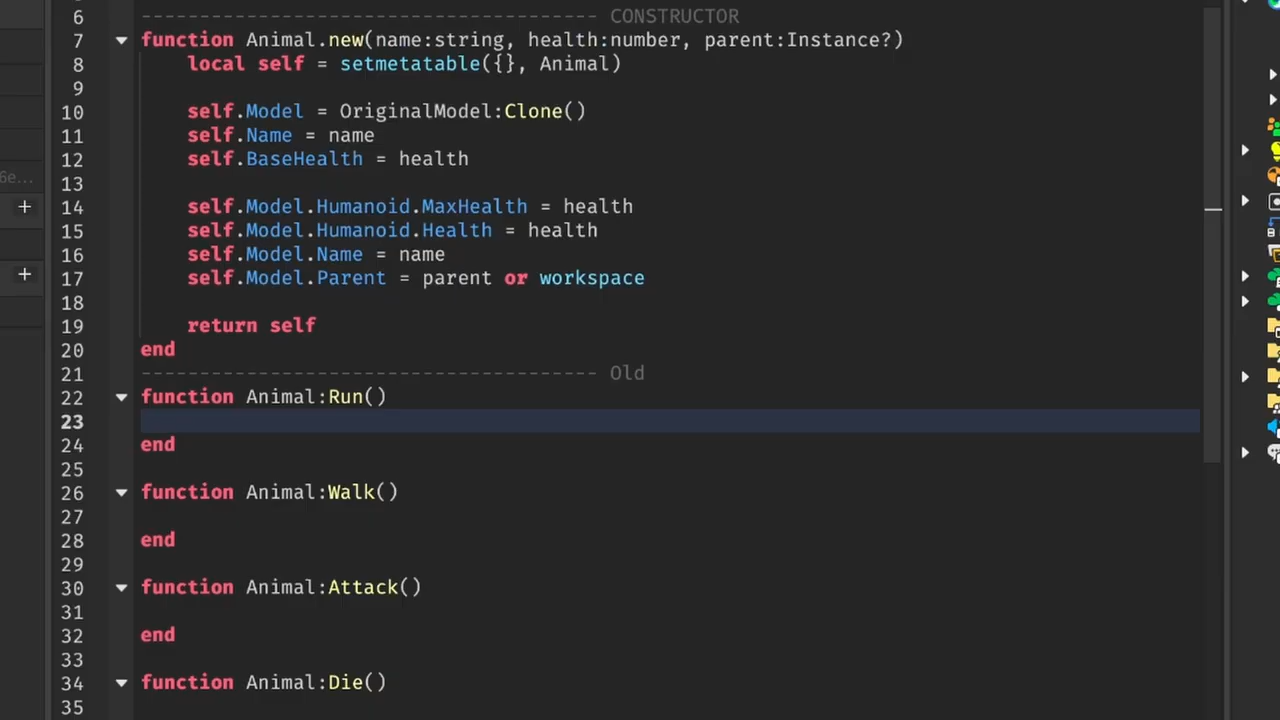 6 --------------------------------------- CONSTRUCTOR
7 function Animal.new(name:string, health:number, parent:Instance?)
8 local self = setmetatable({}, Animal)
9
10 self.Model = OriginalModel:Clone()
11 self.Name = name
12 self.BaseHealth = health
13
14 self.Model.Humanoid.MaxHealth = health
15 self.Model.Humanoid.Health = health
16 self.Model.Name = name
17 self.Model.Parent = parent or workspace
18
19 return self
20 end
21 --------------------------------------- Old
22 function Animal:Run()
23
24 end
25
26 function Animal:Walk()
27
28 end
29
30 function Animal:Attack()
31
32 end
33
34 function Animal:Die()
35
6e...